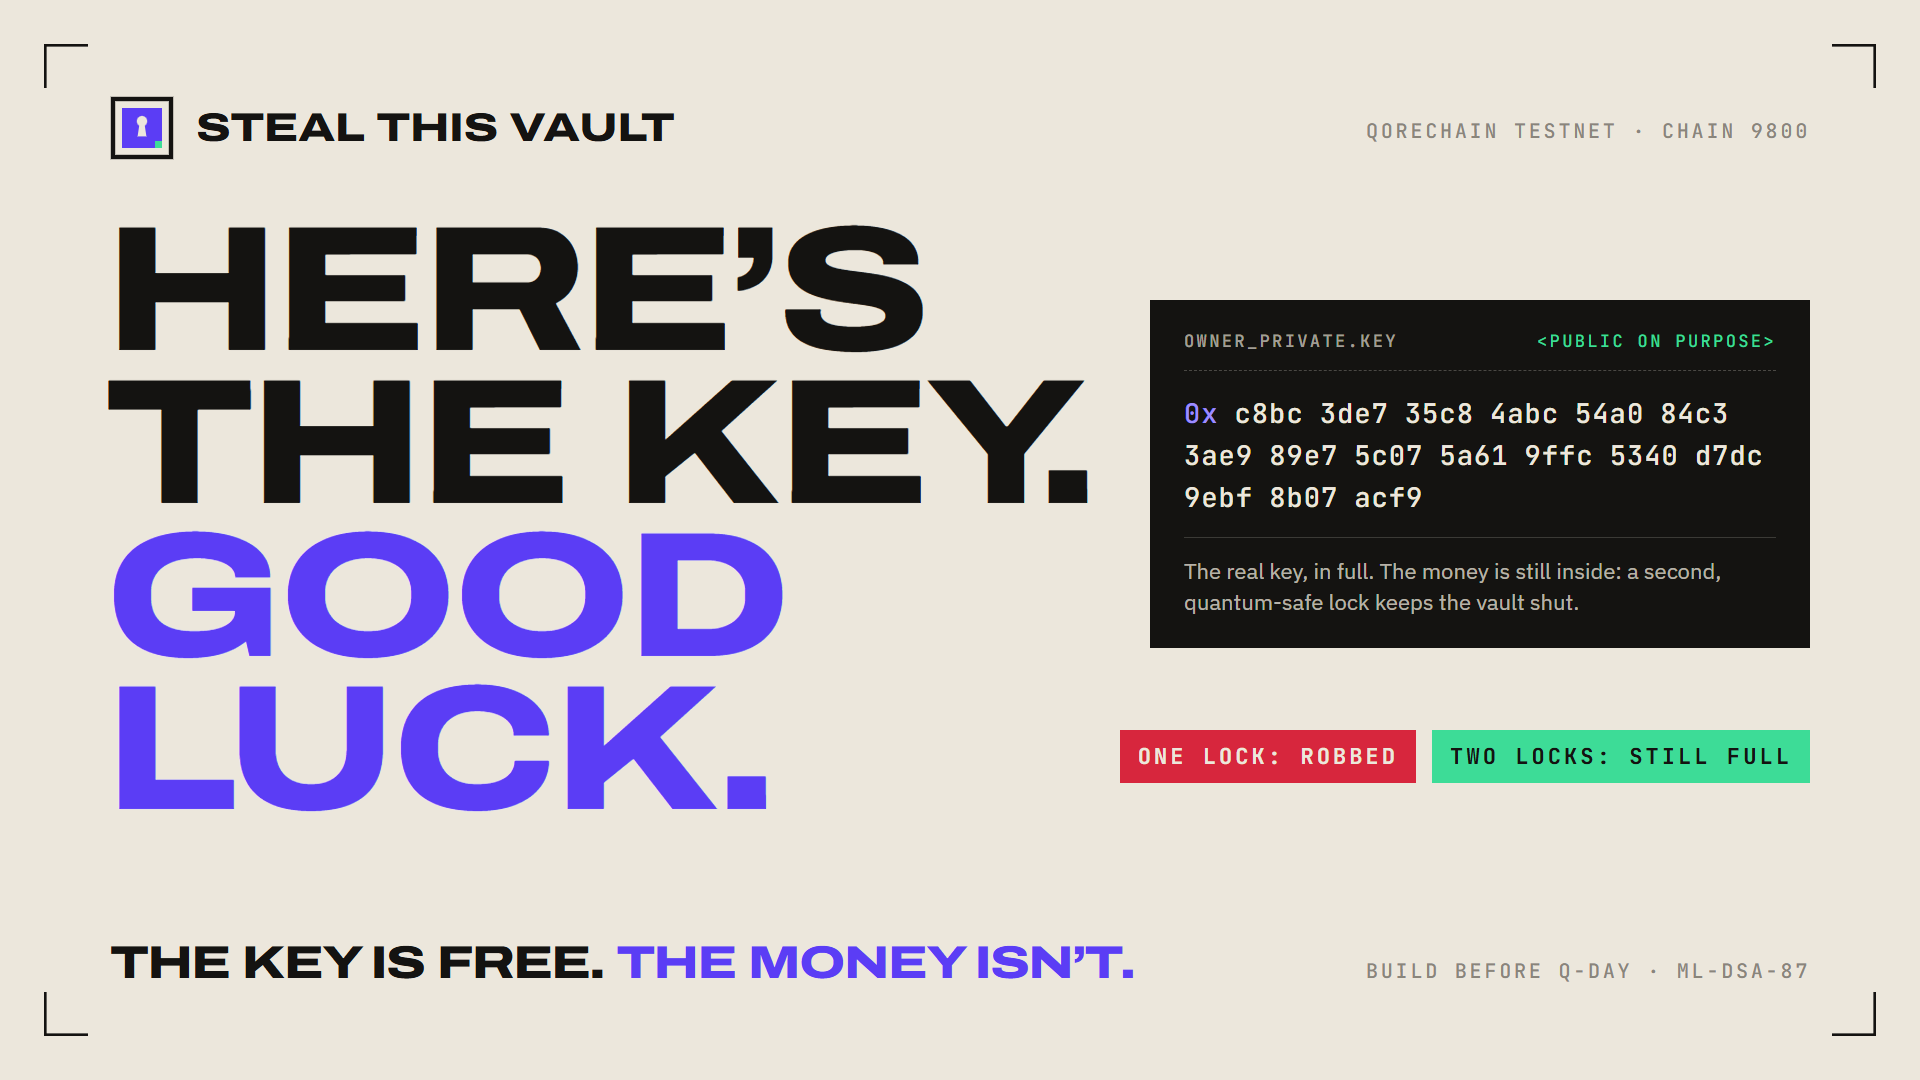 STEAL THIS VAULT
QORECHAIN TESTNET · CHAIN 9800
HERE’S
THE KEY.
GOOD
LUCK.
OWNER_PRIVATE.KEY <PUBLIC ON PURPOSE>
0x c8bc 3de7 35c8 4abc 54a0 84c3
3ae9 89e7 5c07 5a61 9ffc 5340 d7dc
9ebf 8b07 acf9
The real key, in full. The money is still inside: a second,
quantum-safe lock keeps the vault shut.
ONE LOCK: ROBBED
TWO LOCKS: STILL FULL
THE KEY IS FREE. THE MONEY ISN’T.
BUILD BEFORE Q-DAY · ML-DSA-87